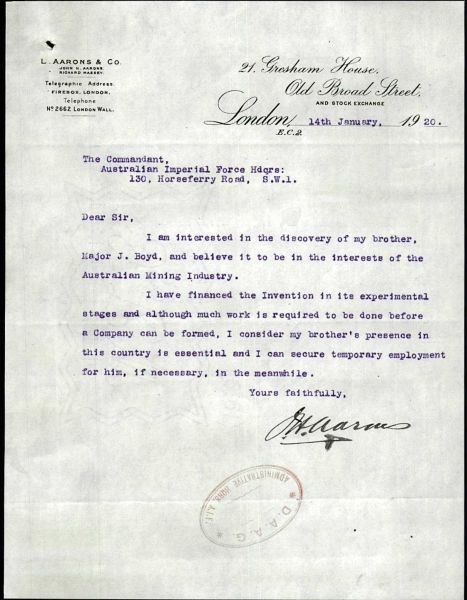 L. AARONS & CO.
JOHN H. AARONS.
RICHARD MASSEY.
Telegraphic Address
FIREBOX, LONDON.
Telephone
No 2662 LONDON WALL.
21, Gresham House,
Old Broad Street,
AND STOCK EXCHANGE
London, 14th January, 1920.
E.C.2.
The Commandant,
Australian Imperial Force Hdqrs:
130, Horseferry Road, S.W.1.
Dear Sir,
I am interested in the discovery of my brother,
Major J. Boyd, and believe it to be in the interests of the
Australian Mining Industry.
I have financed the Invention in its experimental
stages and although much work is required to be done before
a Company can be formed, I consider my brother's presence in
this country is essential and I can secure temporary employment
for him, if necessary, in the meanwhile.
Yours faithfully,
J.H. Aarons
* D. A. A. G. *
ADMINISTRATIVE HDQRS. A.I.F.